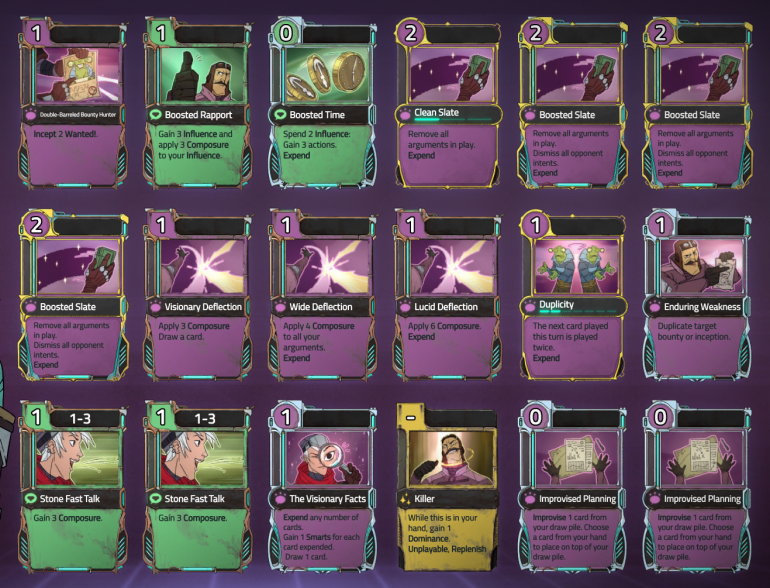 1
Double-Barreled Bounty Hunter
Incept 2 Wanted!.
1
Boosted Rapport
Gain 3 Influence and
apply 3 Composure
to your Influence.
0
Boosted Time
Spend 2 Influence:
Gain 3 actions.
Expend
2
Clean Slate
Remove all
arguments in play.
Expend
2
Boosted Slate
Remove all arguments
in play.
Dismiss all opponent
intents.
Expend
2
Boosted Slate
Remove all arguments
in play.
Dismiss all opponent
intents.
Expend
2
Boosted Slate
Remove all arguments
in play.
Dismiss all opponent
intents.
Expend
1
Visionary Deflection
Apply 3 Composure
Draw a card.
1
Wide Deflection
Apply 4 Composure
to all your
arguments.
Expend
1
Lucid Deflection
Apply 6 Composure.
Expend
1
Duplicity
The next card played
this turn is played
twice.
Expend
1
Enduring Weakness
Duplicate target
bounty or inception.
1
1-3
Stone Fast Talk
Gain 3 Composure.
1
1-3
Stone Fast Talk
Gain 3 Composure.
1
The Visionary Facts
Expend any number of
cards.
Gain 1 Smarts for each
card expended.
Draw 1 card.
-
Killer
While this is in your
hand, gain 1
Dominance.
Unplayable, Replenish
0
Improvised Planning
Improvise 1 card from
your draw pile. Choose
a card from your hand
to place on top of your
draw pile.
0
Improvised Planning
Improvise 1 card from
your draw pile. Choose
a card from your hand
to place on top of your
draw pile.